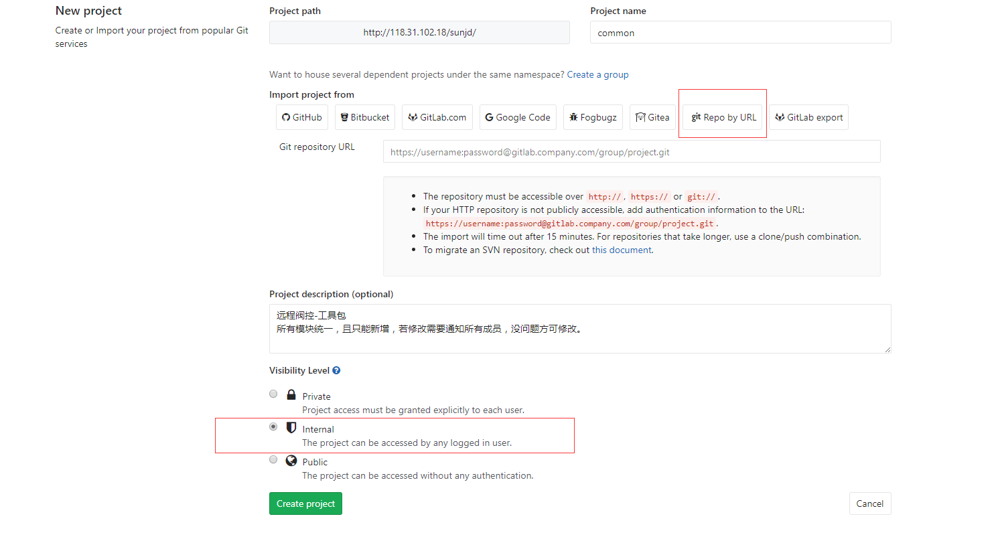 New project
Create or Import your project from popular Git
services
Project path
Project name
http://118.31.102.18/sunjd/
common
Want to house several dependent projects under the same namespace? Create a group
Import project from
GitHub
Bitbucket
GitLab.com
Google Code
Fogbugz
Gitea
git Repo by URL
GitLab export
Git repository URL
https://username:password@gitlab.company.com/group/project.git
The repository must be accessible over http://, https:// or git://.
If your HTTP repository is not publicly accessible, add authentication information to the URL:
https://username:password@gitlab.company.com/group/project.git.
The import will time out after 15 minutes. For repositories that take longer, use a clone/push combination.
To migrate an SVN repository, check out this document.
Project description (optional)
远程阀控-工具包
所有模块统一，且只能新增，若修改需要通知所有成员，没问题方可修改。
Visibility Level ?
Private
Project access must be granted explicitly to each user.
Internal
The project can be accessed by any logged in user.
Public
The project can be accessed without any authentication.
Create project
Cancel